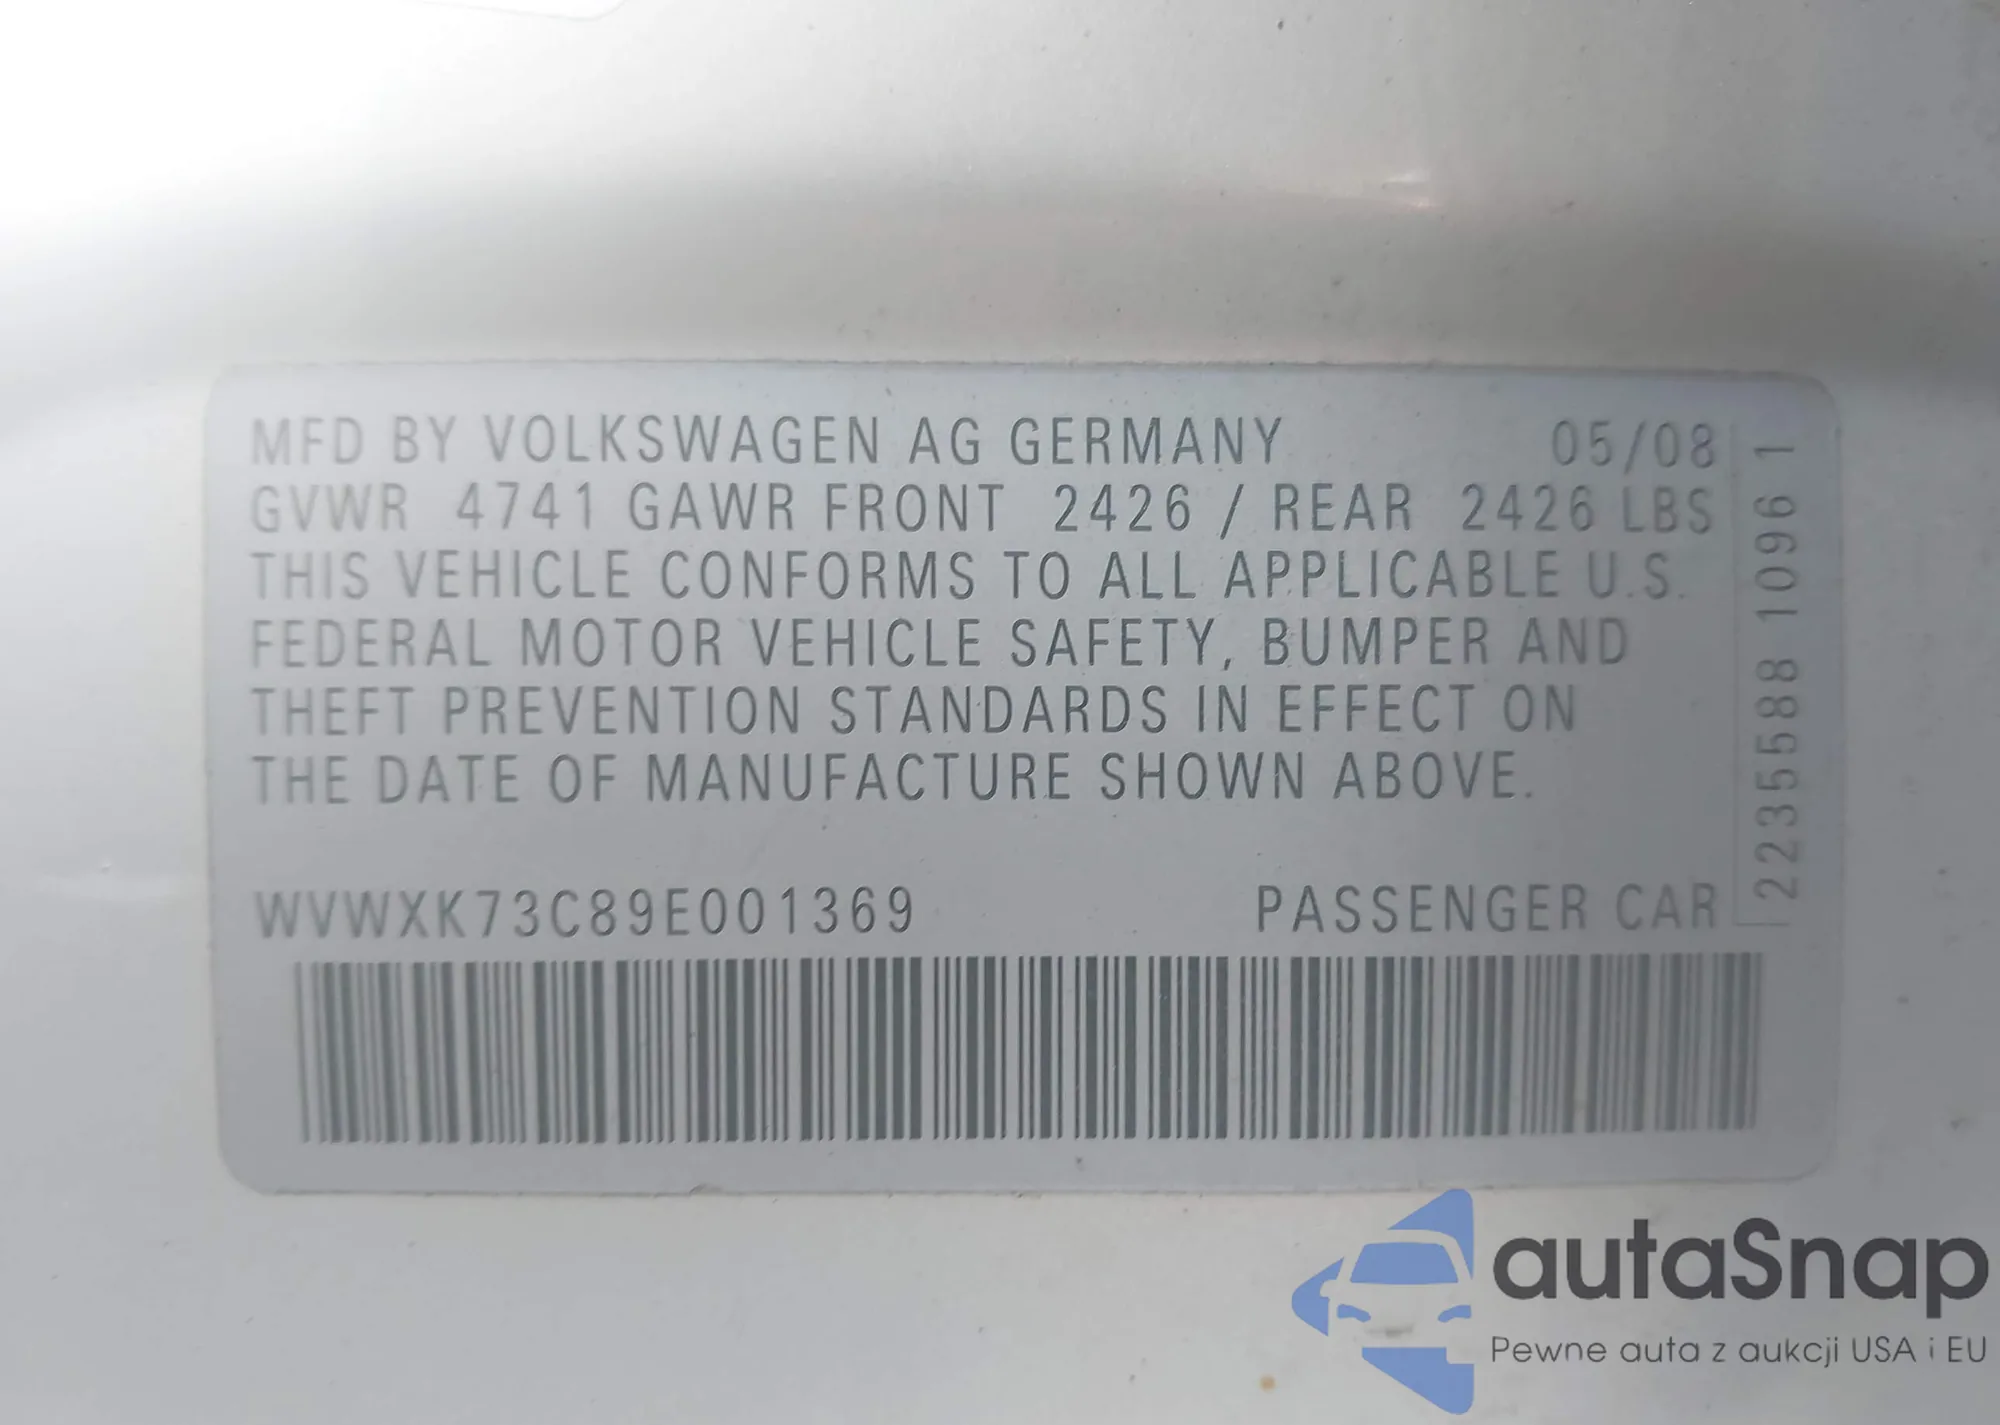 MFD BY VOLKSWAGEN AG GERMANY 05/08
GVWR 4741 GAWR FRONT 2426 / REAR 2426 LBS
THIS VEHICLE CONFORMS TO ALL APPLICABLE U.S.
FEDERAL MOTOR VEHICLE SAFETY, BUMPER AND
THEFT PREVENTION STANDARDS IN EFFECT ON
THE DATE OF MANUFACTURE SHOWN ABOVE.
WVWXK73C89E001369 PASSENGER CAR
2235588 1096 1
autaSnap
Pewne auta z aukcji USA i EU